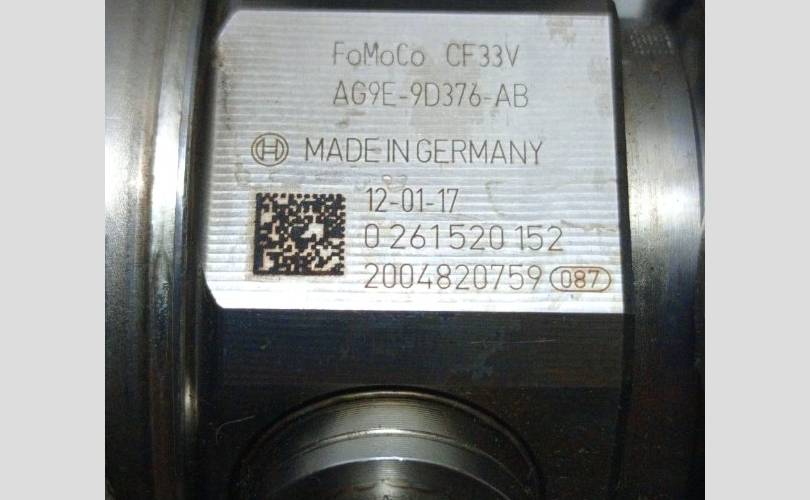 FoMoCo CF33V
AG9E-9D376-AB
MADE IN GERMANY
12-01-17
0 261 520 152
2004820759 087